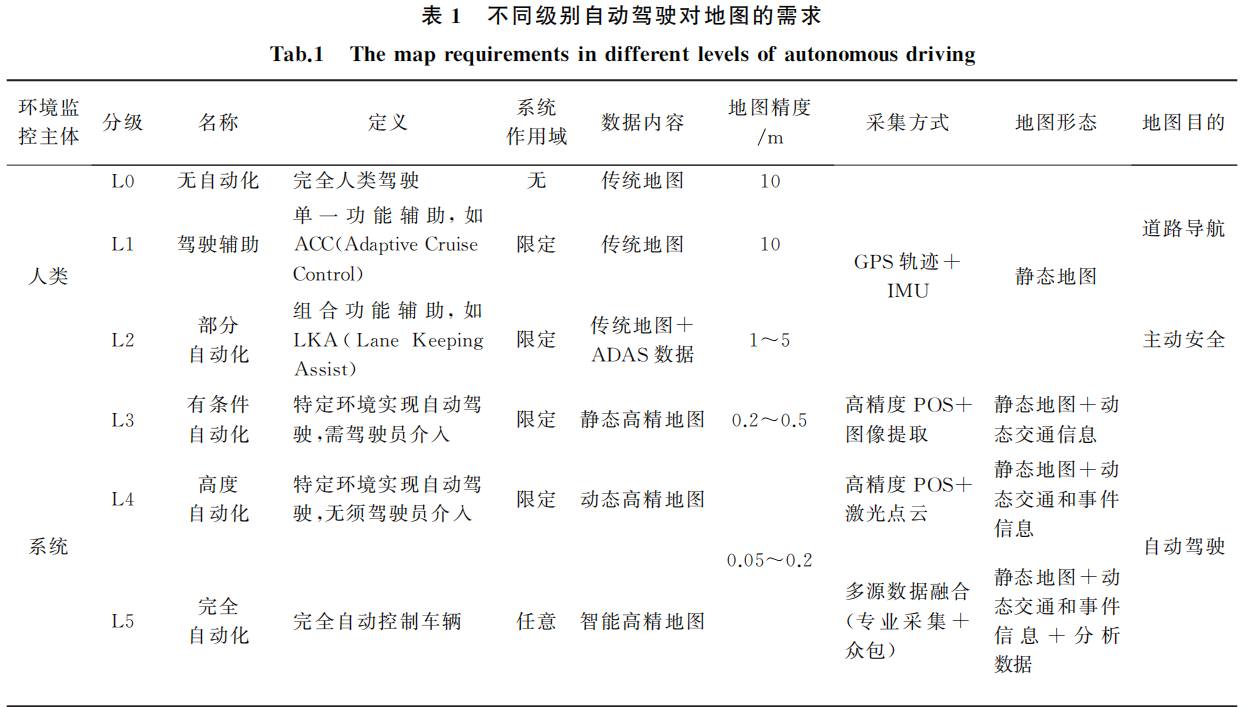 表 1 不同级别自动驾驶对地图的需求
Tab.1 The map requirements in different levels of autonomous driving
环境监控主体 分级 名称 定义 系统作用域 数据内容 地图精度/m 采集方式 地图形态 地图目的
人类
L0 无自动化 完全人类驾驶 无 传统地图 10
L1 驾驶辅助 单一功能辅助,如
ACC(Adaptive Cruise
Control) 限定 传统地图 10
道路导航
GPS 轨迹+
IMU
静态地图
L2 部分
自动化 组合功能辅助,如
LKA(Lane Keeping
Assist) 限定 传统地图+
ADAS 数据 1~5 主动安全
系统
L3 有条件
自动化 特定环境实现自动驾
驶,需驾驶员介入 限定 静态高精地图 0.2~0.5 高精度 POS+
图像提取 静态地图+动
态交通信息
L4 高度
自动化 特定环境实现自动驾
驶,无须驾驶员介入 限定 动态高精地图 高精度 POS+
激光点云 静态地图+动
态交通和事件
信息
0.05~0.2
自动驾驶
L5 完全
自动化 完全自动控制车辆 任意 智能高精地图 多源数据融合
(专业采集+
众包) 静态地图+动
态交通和事件
信息+分析
数据